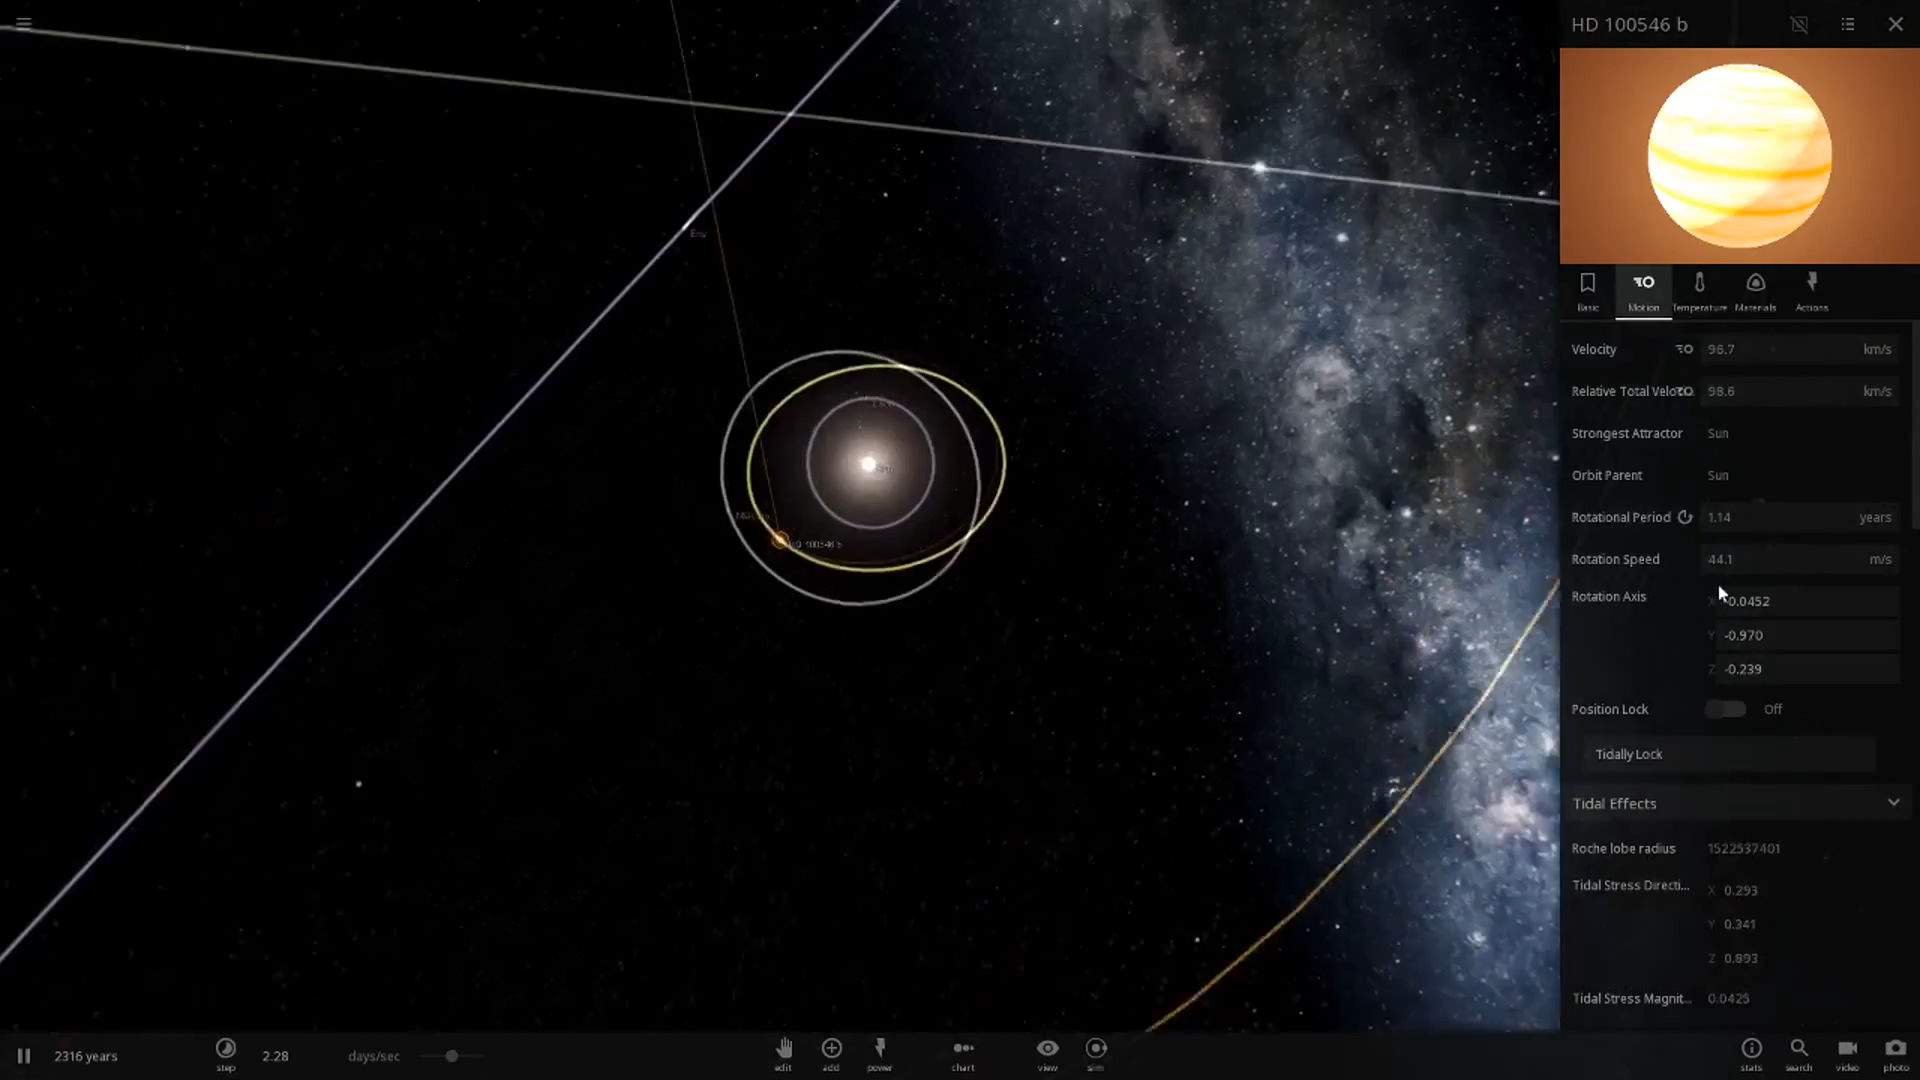 HD 100546 b
Basic
Motion
Temperature
Materials
Actions
Velocity 96.7 km/s
Relative Total Velo 98.6 km/s
Strongest Attractor Sun
Orbit Parent Sun
Rotational Period 1.14 years
Rotation Speed 44.1 m/s
Rotation Axis
-0.0452
Y -0.970
Z -0.239
Position Lock Off
Tidally Lock
Tidal Effects
Roche lobe radius 1522537401
Tidal Stress Directi... X 0.293
Y 0.341
Z 0.893
Tidal Stress Magnit... 0.0425
2316 years
step
2.28 days/sec
edit
add
power
chart
view
sim
stats
search
video
photo